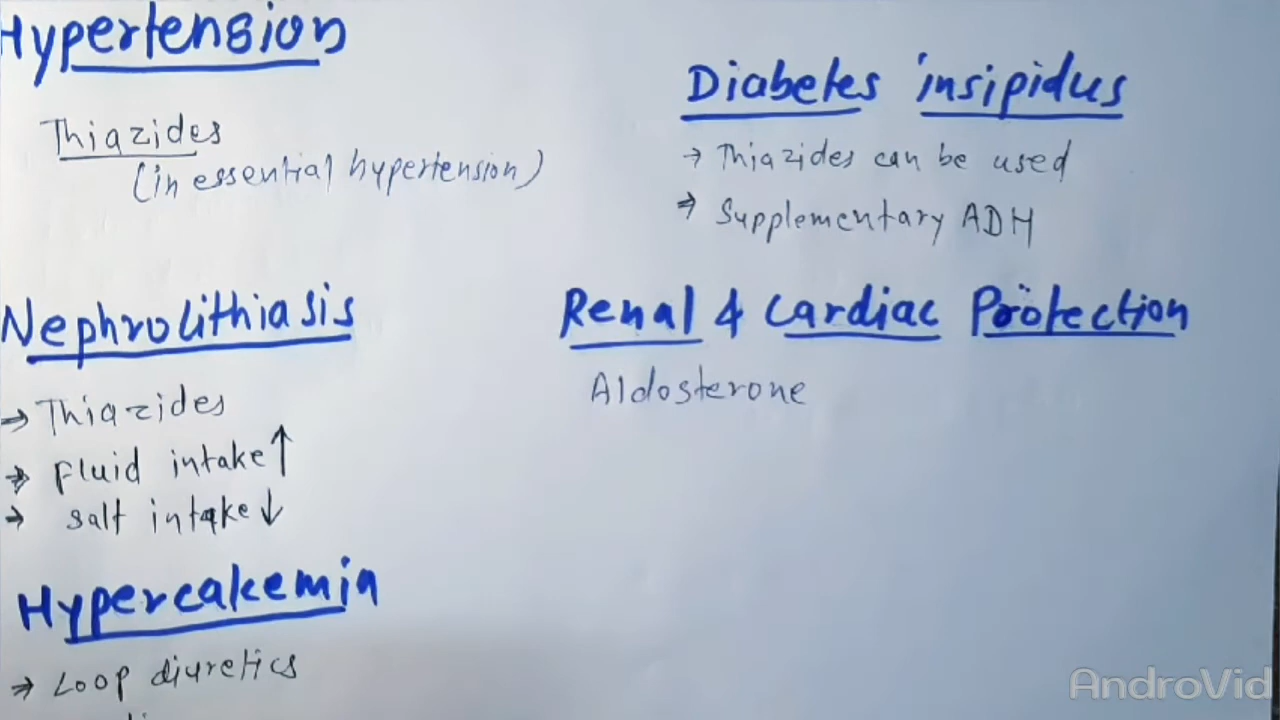 Hypertension
Thiazides
(in essential hypertension)
Nephrolithiasis
→ Thiazides
→ Fluid intake ↑
→ salt intake ↓
Hypercakemia
→ Loop diuretics
Diabetes insipidus
→ Thiazides can be used
→ Supplementary ADH
Renal & Cardiac Protection
Aldosterone
AndroVid